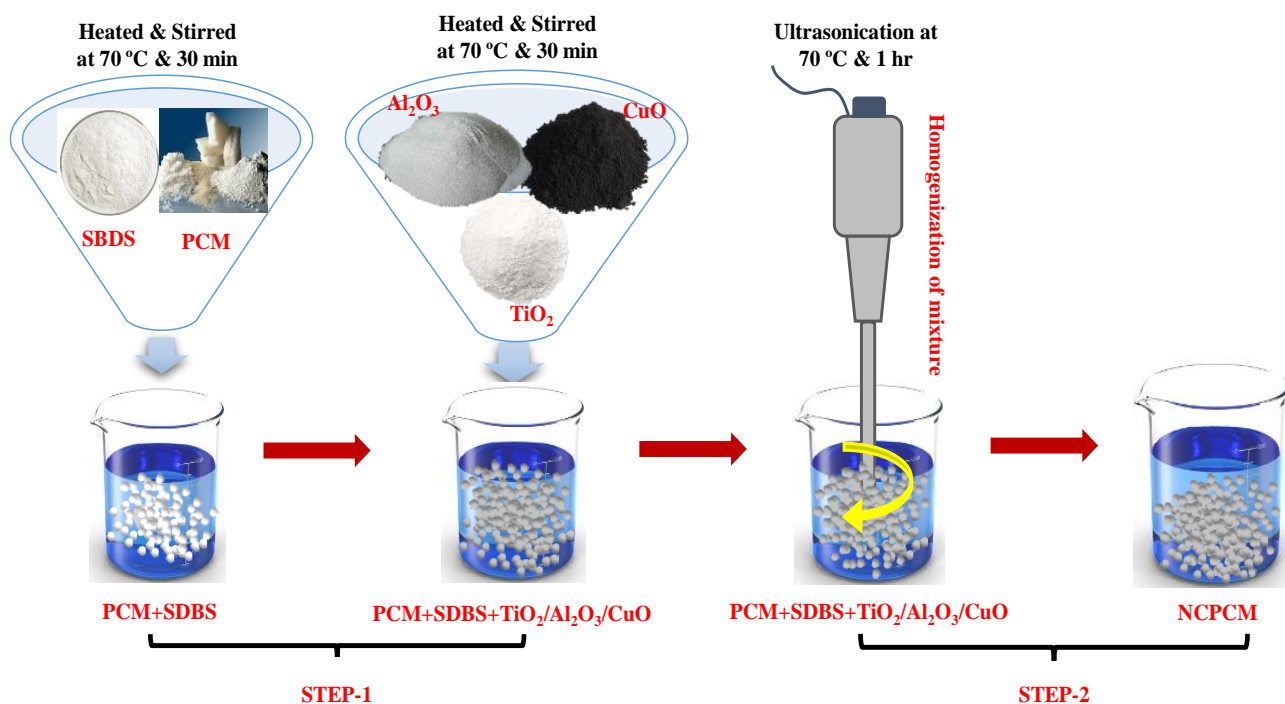 Heated & Stirred
at 70 ºC & 30 min
SBDS
PCM
Heated & Stirred
at 70 ºC & 30 min
Al₂O₃
CuO
TiO₂
Ultrasonication at
70 ºC & 1 hr
Homogenization of mixture
PCM+SDBS
PCM+SDBS+TiO₂/Al₂O₃/CuO
PCM+SDBS+TiO₂/Al₂O₃/CuO
NCPCM
STEP-1
STEP-2